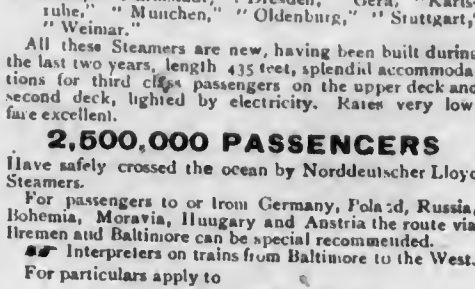 "Dresden," "Gera," "Karls-
ruhe," "Munchen," "Oldenburg," "Stuttgart,"
"Weimar."
All these Steamers are new, having been built during
the last two years, length 435 feet, splendid accommoda
tions for third class passengers on the upper deck and
second deck, lighted by electricity. Rates very low
fare excellent.
2,500,000 PASSENGERS
Have safely crossed the ocean by Norddeutscher Lloyd
Steamers.
For passengers to or from Germany, Poland, Russia,
Bohemia, Moravia, Hungary and Austria the route via
Bremen and Baltimore can be special recommended.
☛ Interpreters on trains from Baltimore to the West.
For particulars apply to